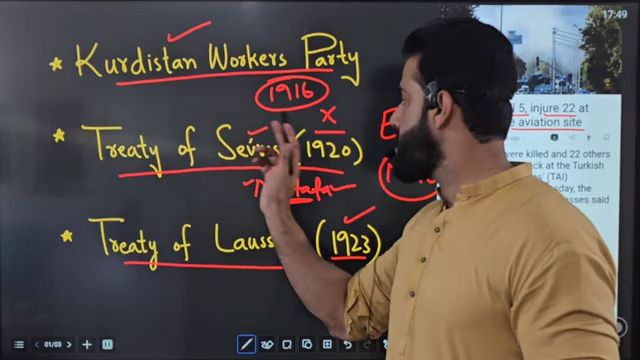 17:49
* Kurdistan Workers Party
1916
x
* Treaty of Sevres (1920)
* Treaty of Lauss (1923)
5, injure 22 at
e aviation site
were killed and 22 others
ck at the Turkish
(TAI)
sday, the
sses said
01/03